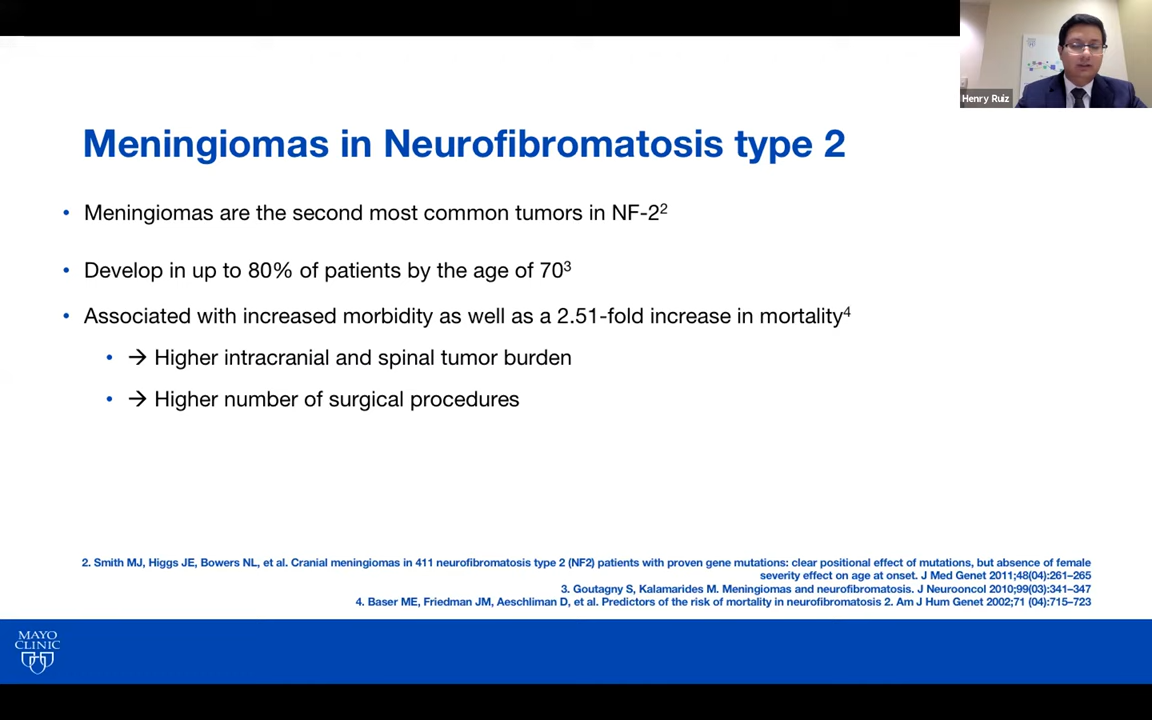 Henry Ruiz
Meningiomas in Neurofibromatosis type 2
• Meningiomas are the second most common tumors in NF-2²
• Develop in up to 80% of patients by the age of 70³
• Associated with increased morbidity as well as a 2.51-fold increase in mortality⁴
• → Higher intracranial and spinal tumor burden
• → Higher number of surgical procedures
2. Smith MJ, Higgs JE, Bowers NL, et al. Cranial meningiomas in 411 neurofibromatosis type 2 (NF2) patients with proven gene mutations: clear positional effect of mutations, but absence of female
severity effect on age at onset. J Med Genet 2011;48(04):261–265
3. Goutagny S, Kalamarides M. Meningiomas and neurofibromatosis. J Neurooncol 2010;99(03):341–347
4. Baser ME, Friedman JM, Aeschliman D, et al. Predictors of the risk of mortality in neurofibromatosis 2. Am J Hum Genet 2002;71 (04):715–723
MAYO
CLINIC